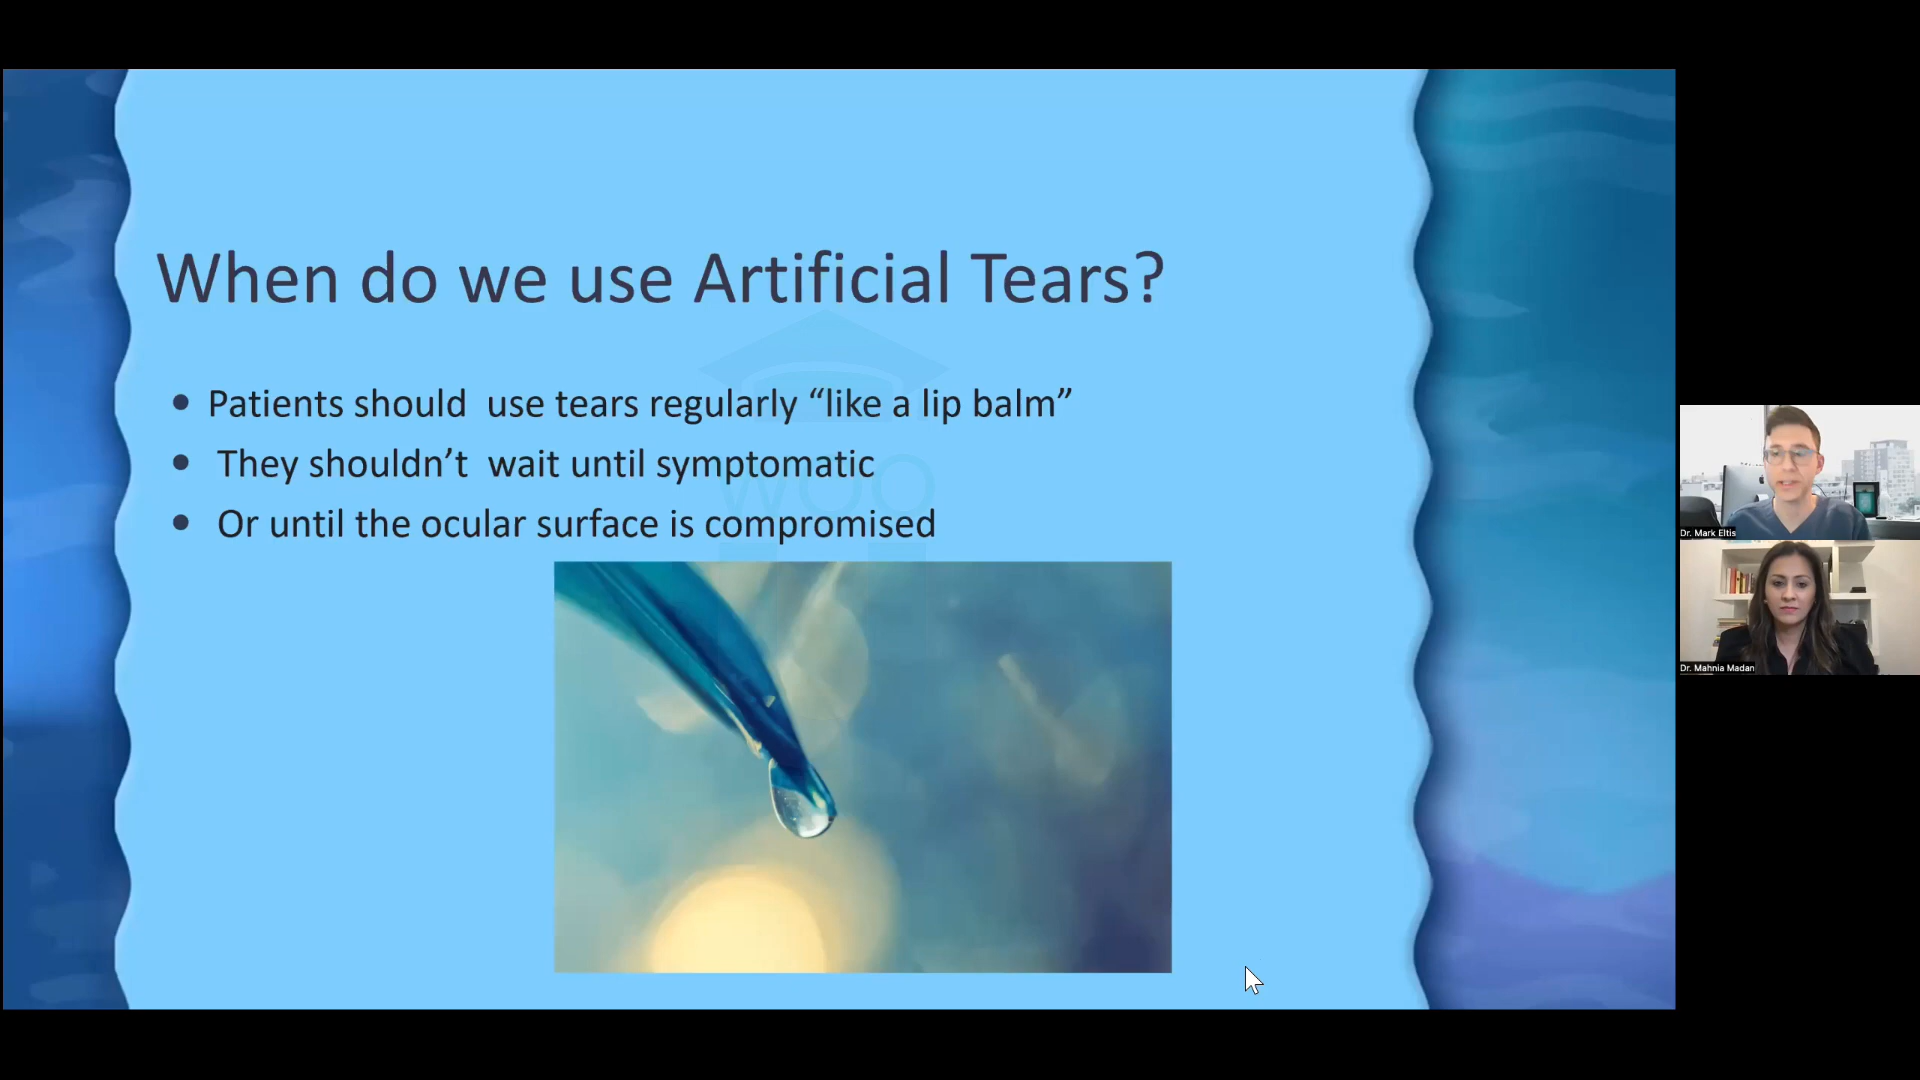 When do we use Artificial Tears?
• Patients should  use tears regularly “like a lip balm”
• They shouldn’t  wait until symptomatic
• Or until the ocular surface is compromised
WOO
Dr. Mark Eltis
Dr. Mahnia Madan